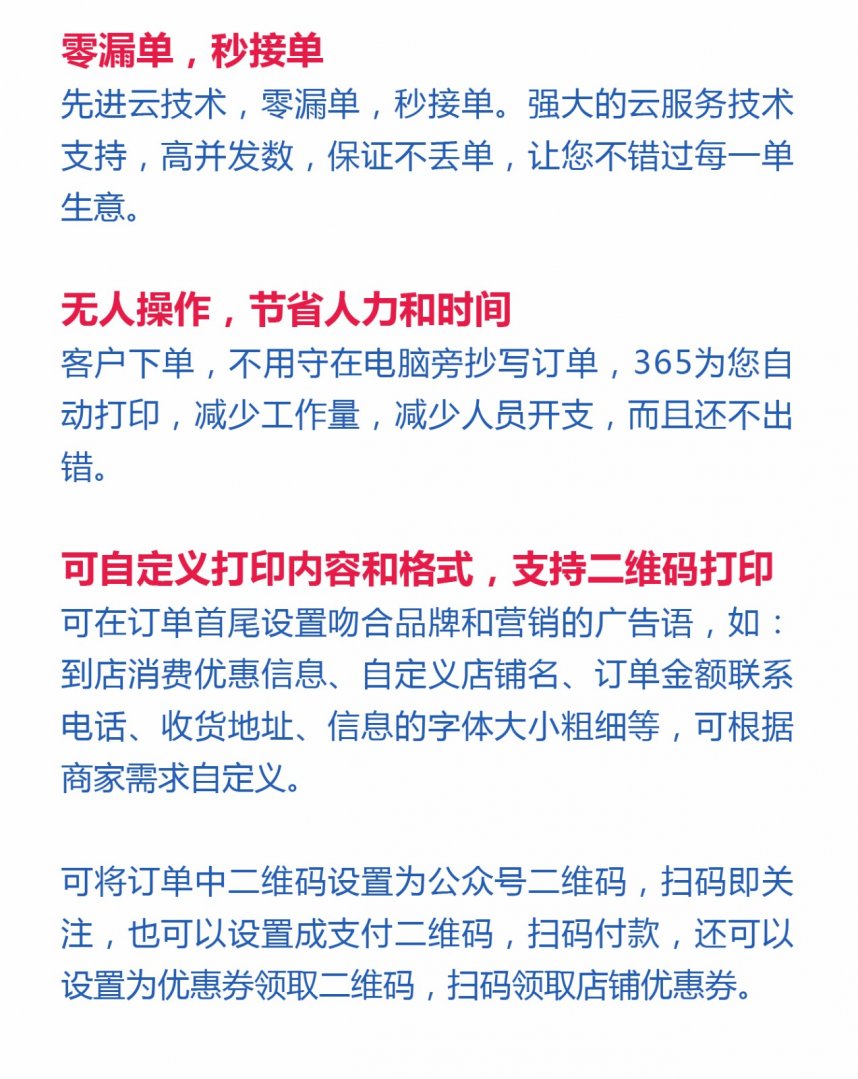 零漏单，秒接单
先进云技术，零漏单，秒接单。强大的云服务技术
支持，高并发数，保证不丢单，让您不错过每一单
生意。
无人操作，节省人力和时间
客户下单，不用守在电脑旁抄写订单，365为您自
动打印，减少工作量，减少人员开支，而且还不出
错。
可自定义打印内容和格式，支持二维码打印
可在订单首尾设置吻合品牌和营销的广告语，如：
到店消费优惠信息、自定义店铺名、订单金额联系
电话、收货地址、信息的字体大小粗细等，可根据
商家需求自定义。
可将订单中二维码设置为公众号二维码，扫码即关
注，也可以设置成支付二维码，扫码付款，还可以
设置为优惠券领取二维码，扫码领取店铺优惠券。